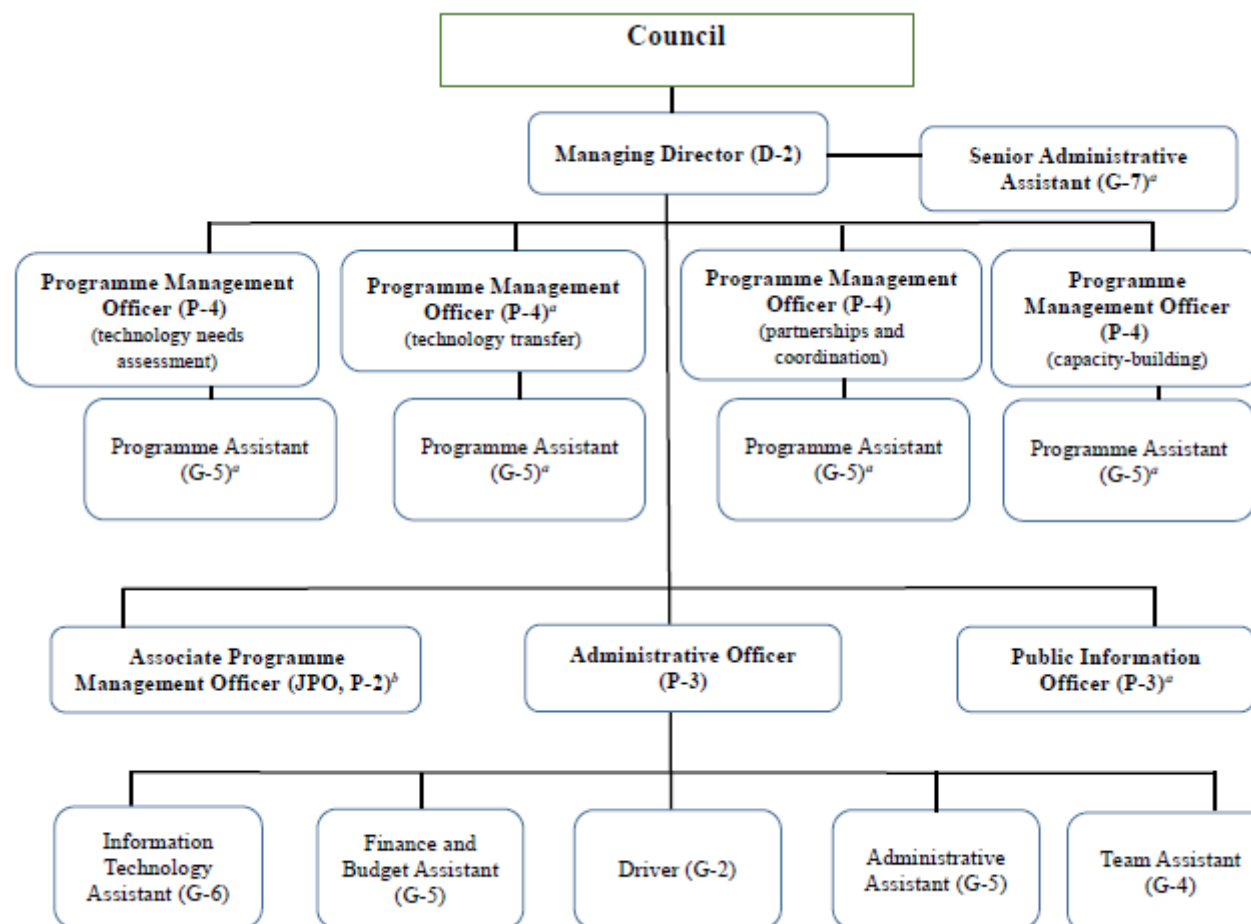 Council
Managing Director (D-2)
Senior Administrative
Assistant (G-7)ᵃ
Programme Management
Officer (P-4)
(technology needs
assessment)
Programme Management
Officer (P-4)ᵃ
(technology transfer)
Programme Management
Officer (P-4)
(partnerships and
coordination)
Programme
Management Officer
(P-4)
(capacity-building)
Programme Assistant
(G-5)ᵃ
Programme Assistant
(G-5)ᵃ
Programme Assistant
(G-5)ᵃ
Programme Assistant
(G-5)ᵃ
Associate Programme
Management Officer (JPO, P-2)ᵇ
Administrative Officer
(P-3)
Public Information
Officer (P-3)ᵃ
Information
Technology
Assistant (G-6)
Finance and
Budget Assistant
(G-5)
Driver (G-2)
Administrative
Assistant (G-5)
Team Assistant
(G-4)